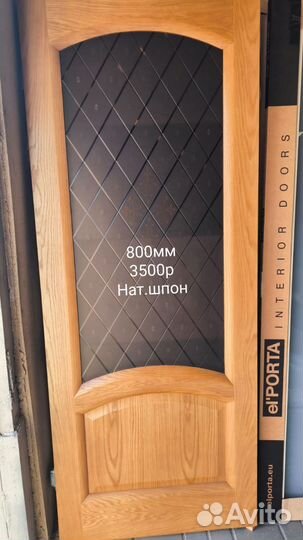 800мм
3500р
Нат.шпон
INTERIOR DOORS
el'PORTA
elporta.eu
Avito